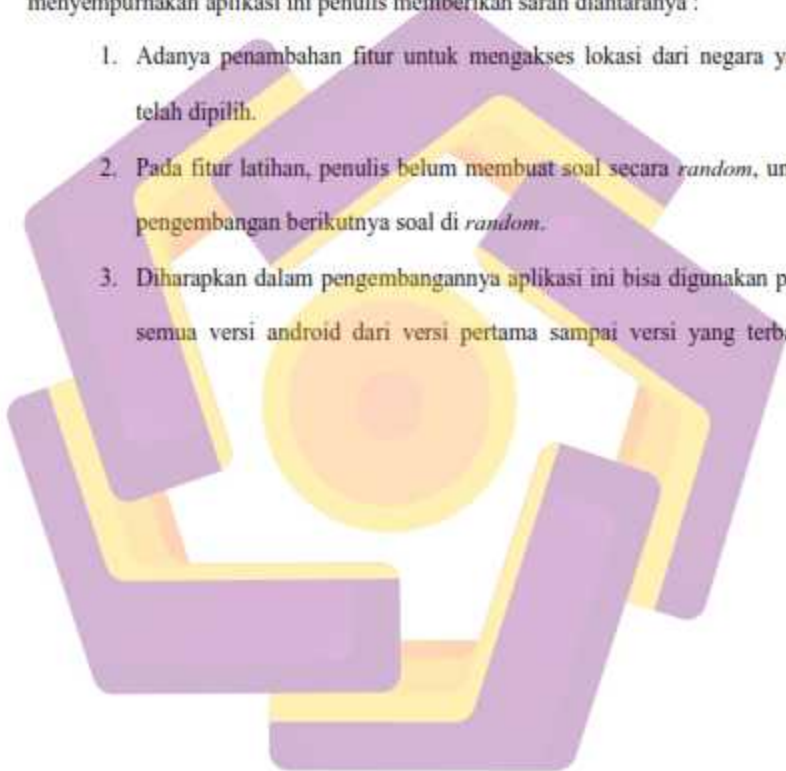 menyempurnakan aplikasi ini penulis memberikan saran diantaranya :
1. Adanya penambahan fitur untuk mengakses lokasi dari negara
telah dipilih.
2. Pada fitur latihan, penulis belum membuat soal secara random,
pengembangan berikutnya soal di random.
3. Diharapkan dalam pengembangannya aplikasi ini bisa digunakan
semua versi android dari versi pertama sampai versi yang